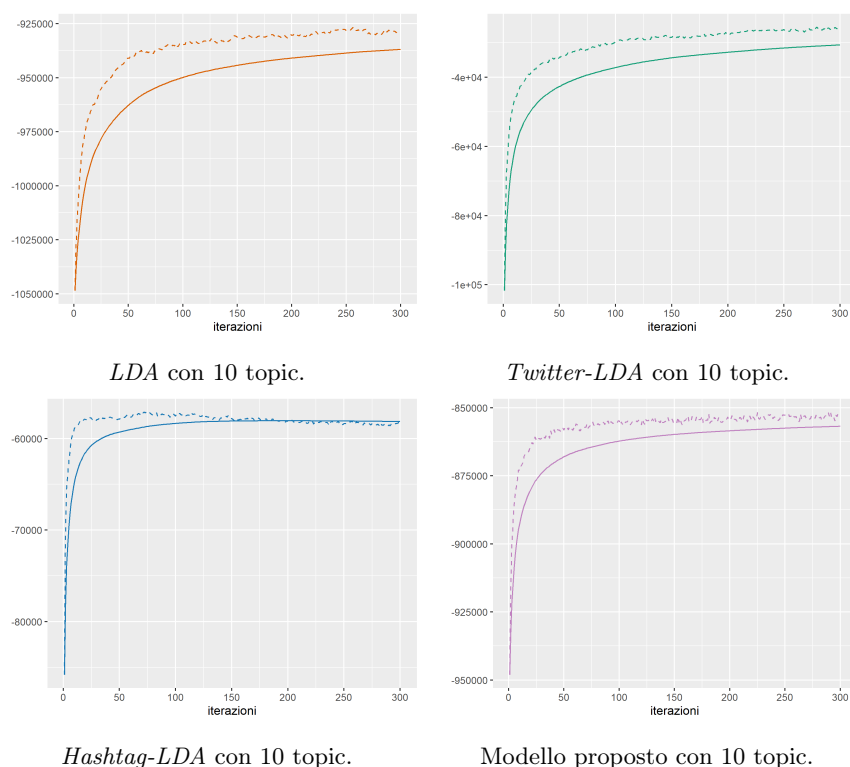 -925000
-950000
-975000
-1000000
-1025000
-1050000
0 50 100 150 200 250 300
iterazioni
LDA con 10 topic.
-4e+04
-6e+04
-8e+04
-1e+05
0 50 100 150 200 250 300
iterazioni
Twitter-LDA con 10 topic.
-60000
-70000
-80000
0 50 100 150 200 250 300
iterazioni
Hashtag-LDA con 10 topic.
-850000
-875000
-900000
-925000
-950000
0 50 100 150 200 250 300
iterazioni
Modello proposto con 10 topic.